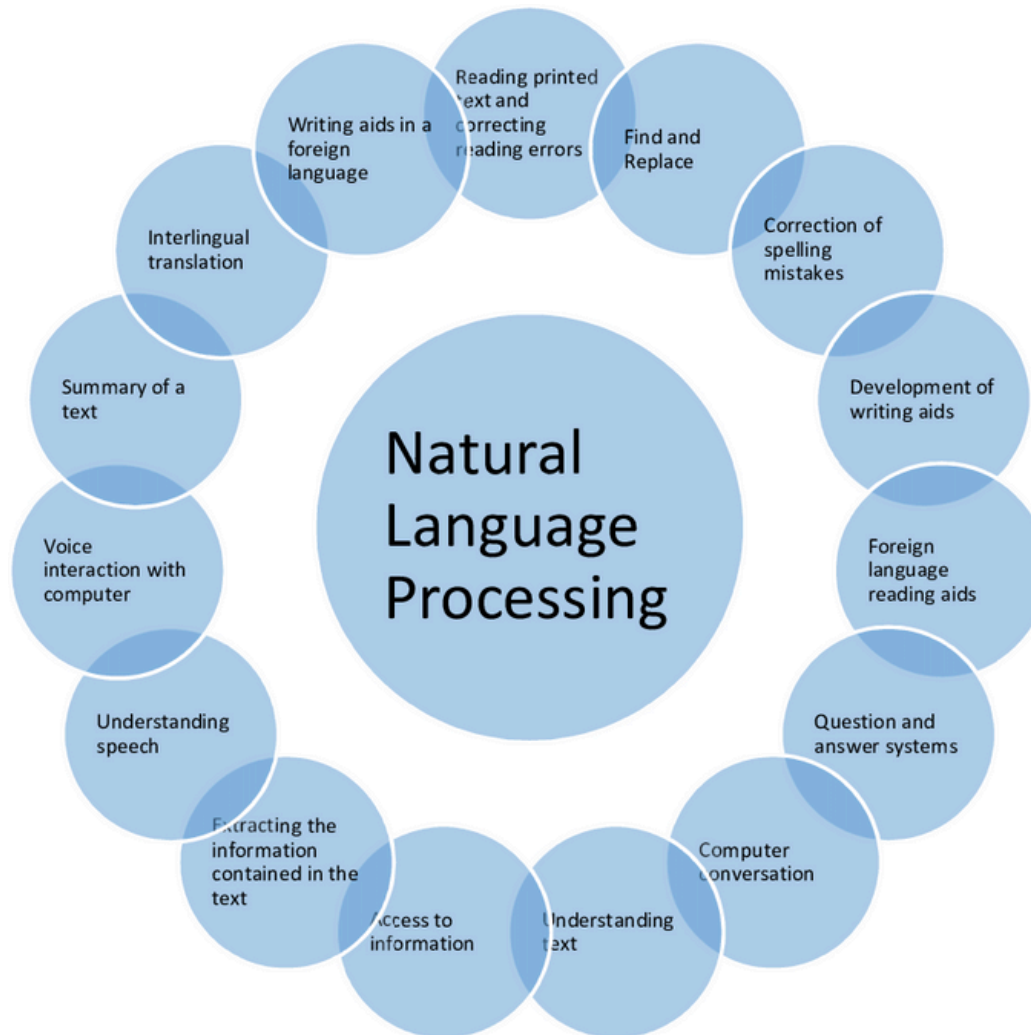 Reading printed
text and
correcting
reading errors
Find and
Replace
Correction of
spelling
mistakes
Development of
writing aids
Foreign
language
reading aids
Question and
answer systems
Computer
conversation
Understanding
text
Access to
information
Extracting the
information
contained in the
text
Understanding
speech
Voice
interaction with
computer
Summary of a
text
Interlingual
translation
Writing aids in a
foreign
language
Natural
Language
Processing